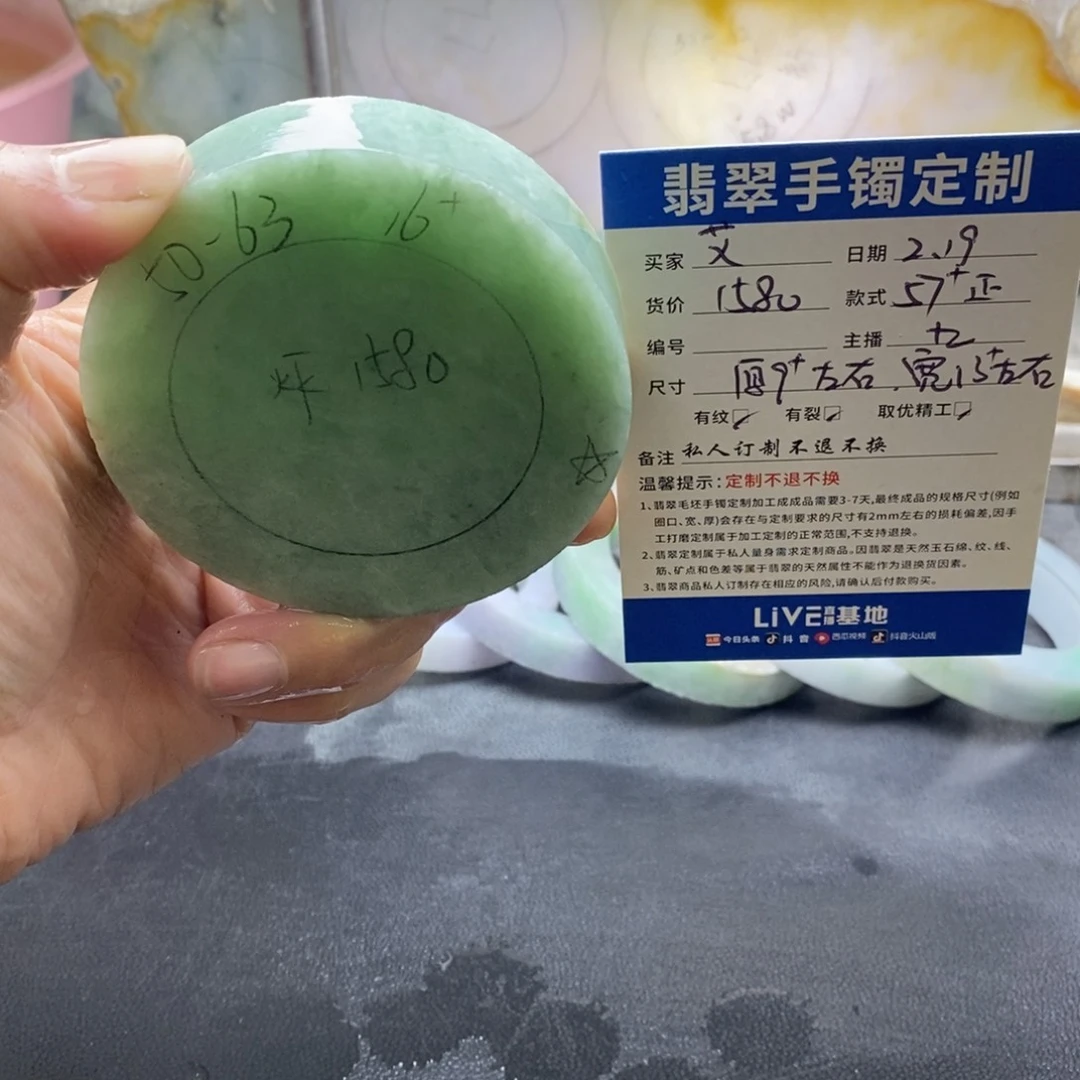 50-63 16+
1580
翡翠手镯定制
买家 艾 日期 2.19
货价 1580 款式 57+正
编号 主播 九
尺寸 厚9+左右.宽15+左右
有纹 有裂 取优精工
备注 私人订制不退不换
温馨提示:定制不退不换
1、翡翠毛坯手镯定制加工成成品需要3-7天,最终成品的规格尺寸(例如
圈口、宽、厚)会存在与定制要求的尺寸有2mm左右的损耗偏差,因手
工打磨定制属于加工定制的正常范围,不支持退换。
2、翡翠定制属于私人量身需求定制商品。因翡翠是天然玉石绵、纹、线、
筋、矿点和色差等属于翡翠的天然属性不能作为退换货因素。
3、翡翠商品私人订制存在相应的风险,请确认后付款购买。
LiVE直播基地
今日头条 抖音 西瓜视频 抖音火山版